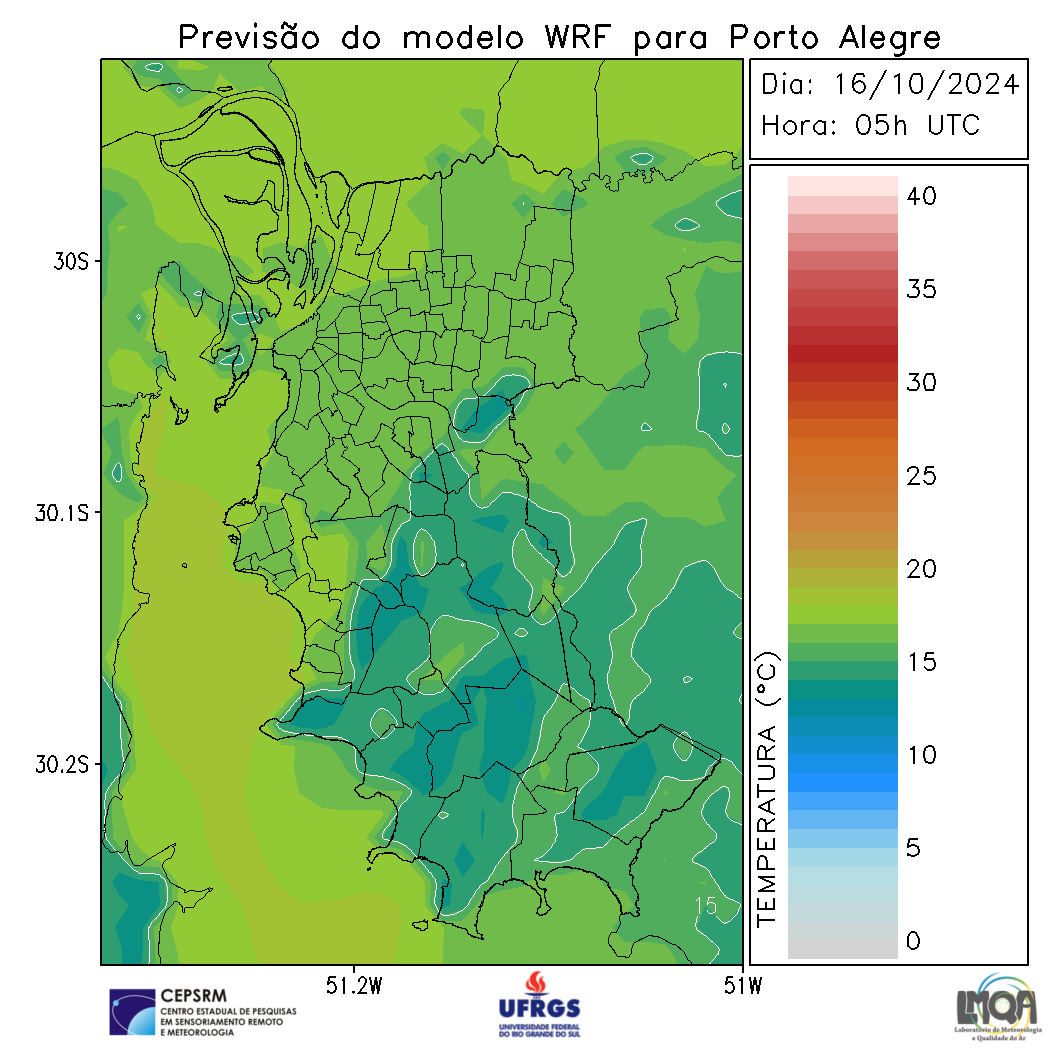 Previsão do modelo WRF para Porto Alegre
Dia: 16/10/2024
Hora: 05h UTC
40
35
30
25
20
15
10
5
0
TEMPERATURA (°C)
30S
30.1S
30.2S
15
51.2W
51W
CEPSRM
CENTRO ESTADUAL DE PESQUISAS
EM SENSORIAMENTO REMOTO
E METEOROLOGIA
UFRGS
UNIVERSIDADE FEDERAL
DO RIO GRANDE DO SUL
LMQA
Laboratório de Meteorologia
e Qualidade do Ar